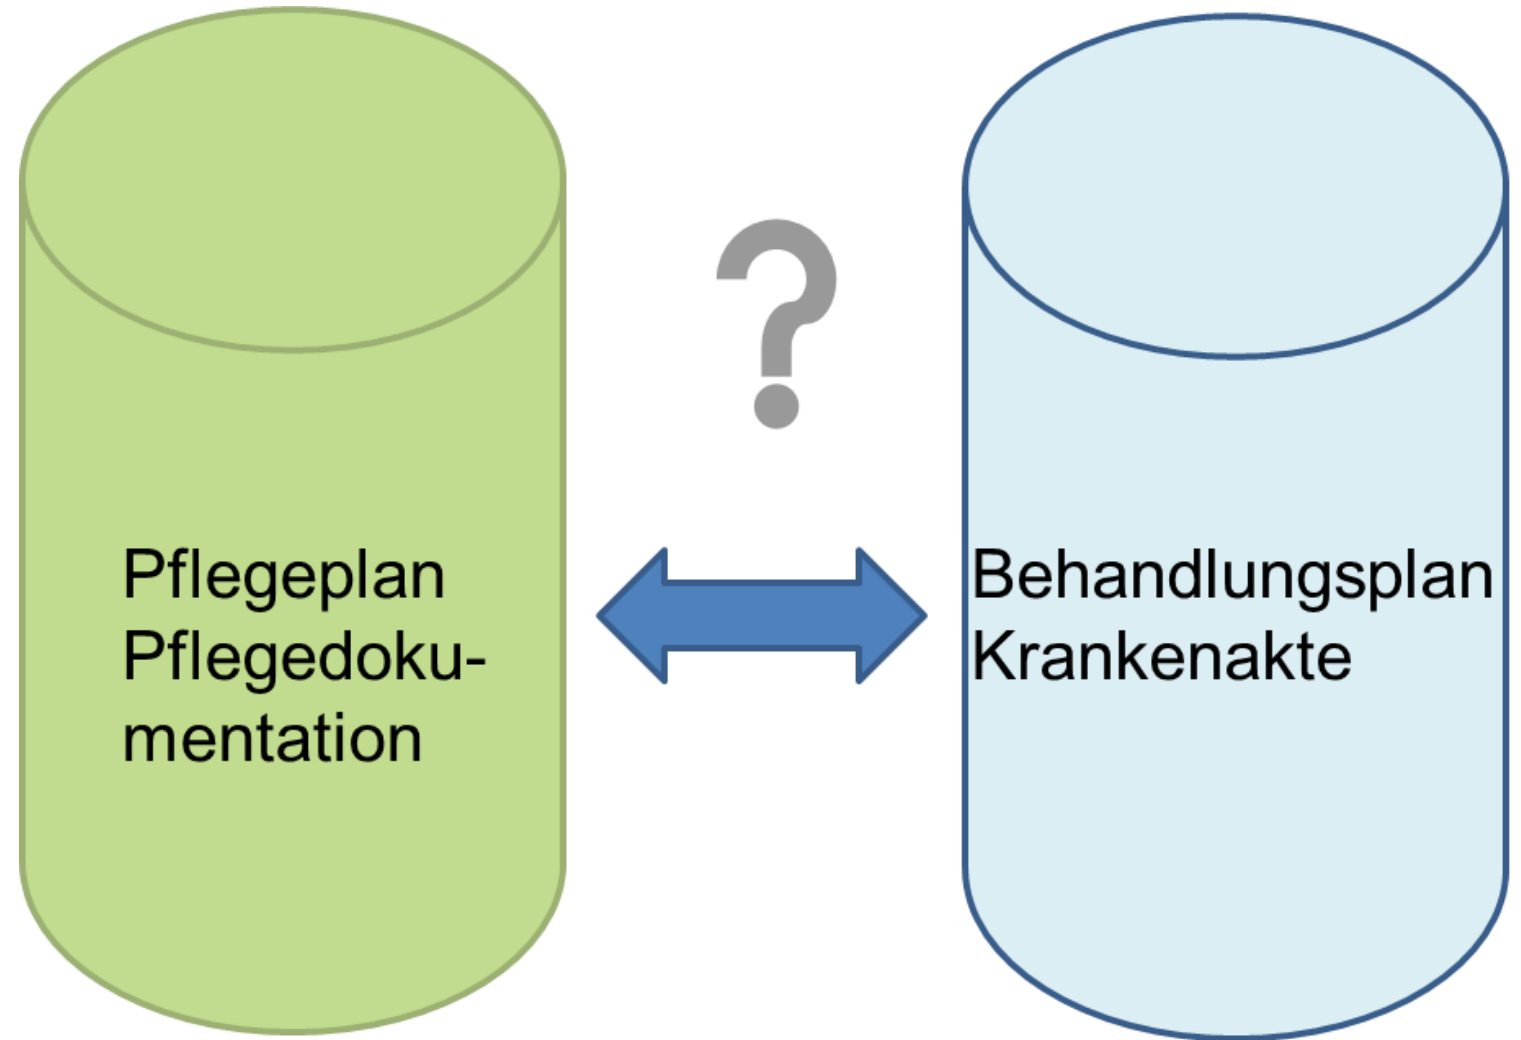 Pflegeplan
Pflegedoku-
mentation
?
Behandlungsplan
Krankenakte